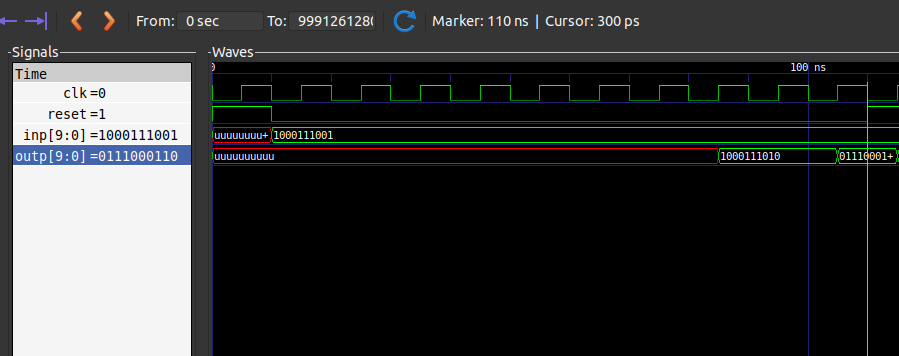 From: 0 sec To: 9991261280 Marker: 110 ns | Cursor: 300 ps
Signals Waves
Time 0 100 ns
clk=0
reset=1
inp[9:0]=1000111001 uuuuuuuu+ 1000111001
outp[9:0]=0111000110 uuuuuuuuuu 1000111010 01110001+